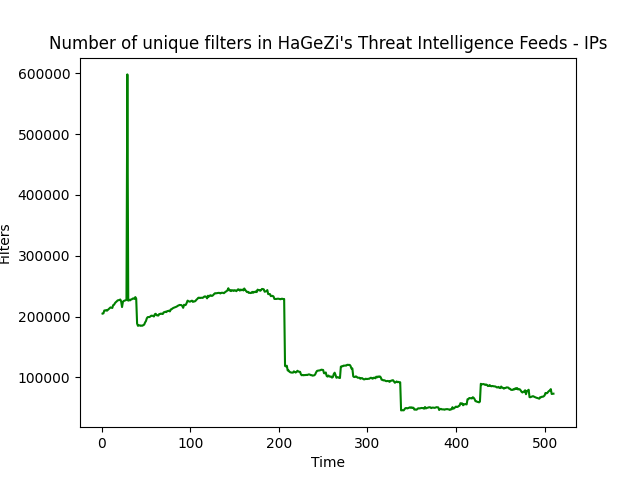 Number of unique filters in HaGeZi's Threat Intelligence Feeds - IPs
600000
500000
400000
300000
200000
100000
Filters
0 100 200 300 400 500
Time